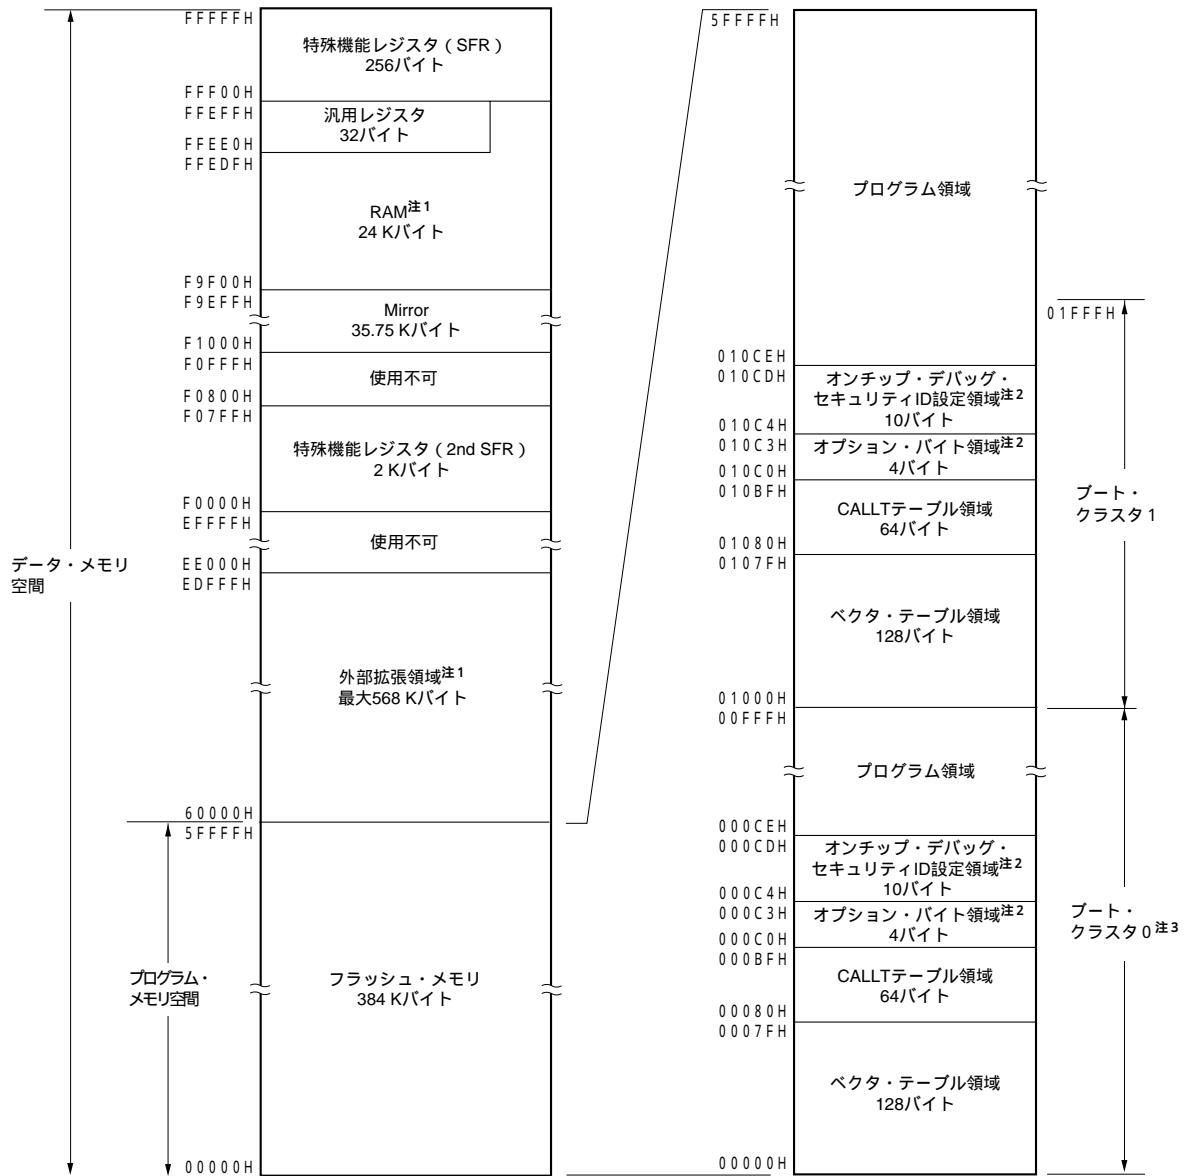 FFFFFH
特殊機能レジスタ（SFR）
256バイト
FFF00H
FFEFFH
汎用レジスタ
32バイト
FFEE0H
FFEDFH
RAM注1
24 Kバイト
F9F00H
F9EFFH
Mirror
35.75 Kバイト
F1000H
F0FFFH
使用不可
F0800H
F07FFH
特殊機能レジスタ（2nd SFR）
2 Kバイト
F0000H
EFFFFH
使用不可
EE000H
EDFFFH
データ・メモリ
空間
外部拡張領域注1
最大568 Kバイト
60000H
5FFFFH
プログラム・
メモリ空間
フラッシュ・メモリ
384 Kバイト
00000H
5FFFFH
プログラム領域
01FFFH
010CEH
010CDH
オンチップ・デバッグ・
セキュリティID設定領域注2
10バイト
010C4H
010C3H
オプション・バイト領域注2
4バイト
010C0H
010BFH
CALLTテーブル領域
64バイト
ブート・
クラスタ1
01080H
0107FH
ベクタ・テーブル領域
128バイト
01000H
00FFFH
プログラム領域
000CEH
000CDH
オンチップ・デバッグ・
セキュリティID設定領域注2
10バイト
000C4H
000C3H
オプション・バイト領域注2
4バイト
ブート・
クラスタ0注3
000C0H
000BFH
CALLTテーブル領域
64バイト
00080H
0007FH
ベクタ・テーブル領域
128バイト
00000H